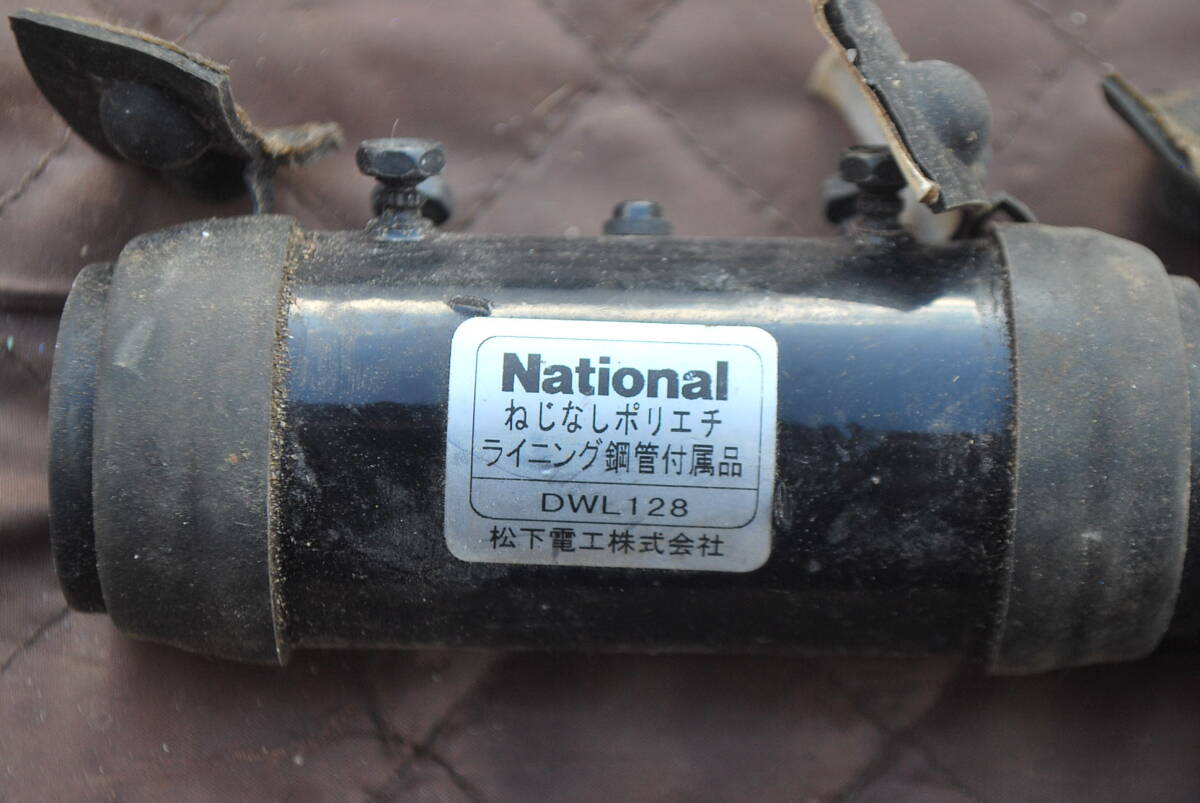 National
ねじなしポリエチ
ライニング鋼管付属品
DWL128
松下電工株式会社